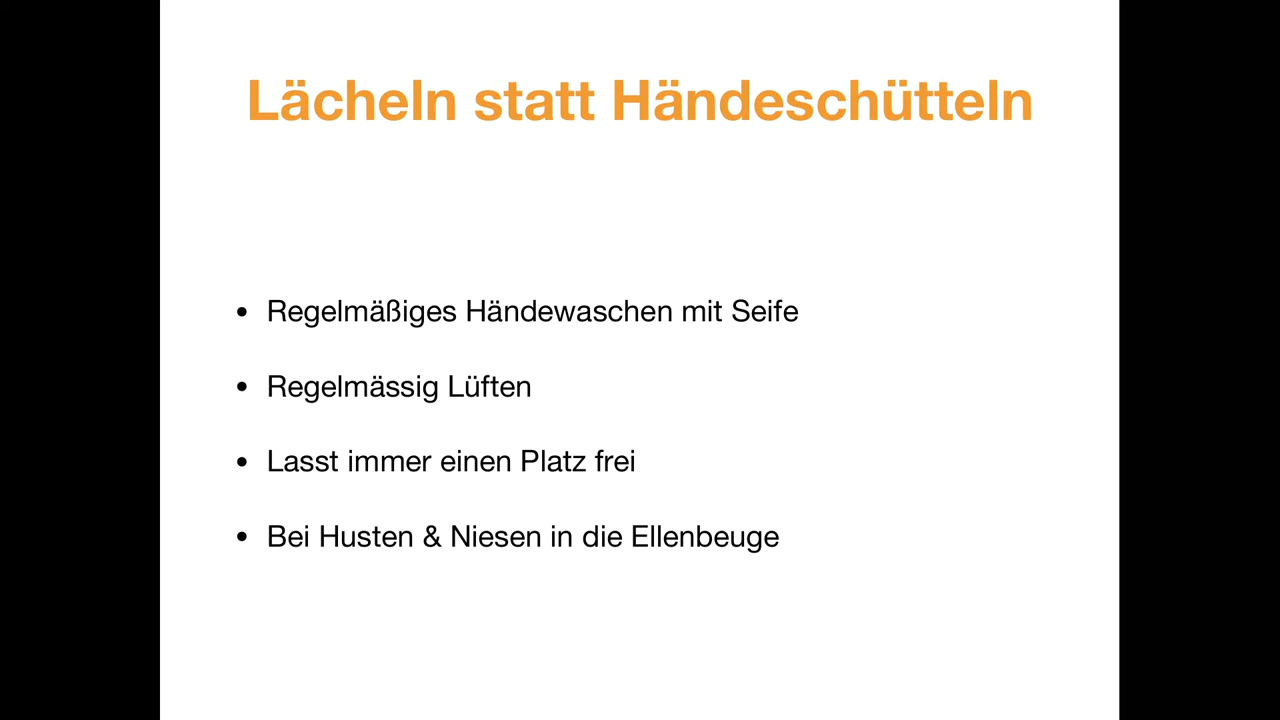 Lächeln statt Händeschütteln
• Regelmäßiges Händewaschen mit Seife
• Regelmässig Lüften
• Lasst immer einen Platz frei
• Bei Husten & Niesen in die Ellenbeuge